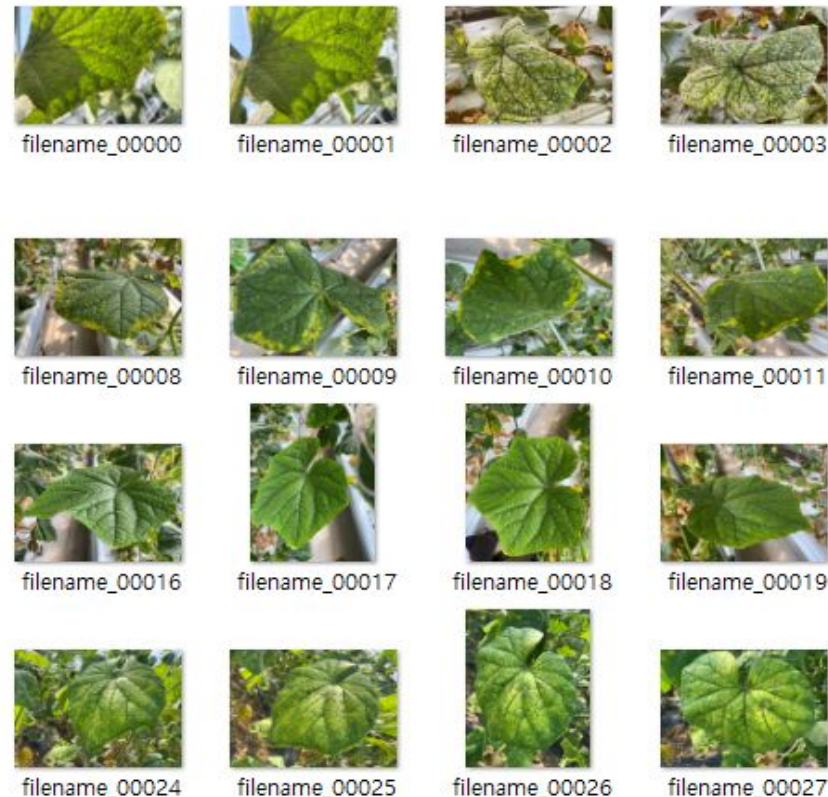 filename_00000 filename_00001 filename_00002 filename_00003
filename_00008 filename_00009 filename_00010 filename_00011
filename_00016 filename_00017 filename_00018 filename_00019
filename_00024 filename_00025 filename_00026 filename_00027